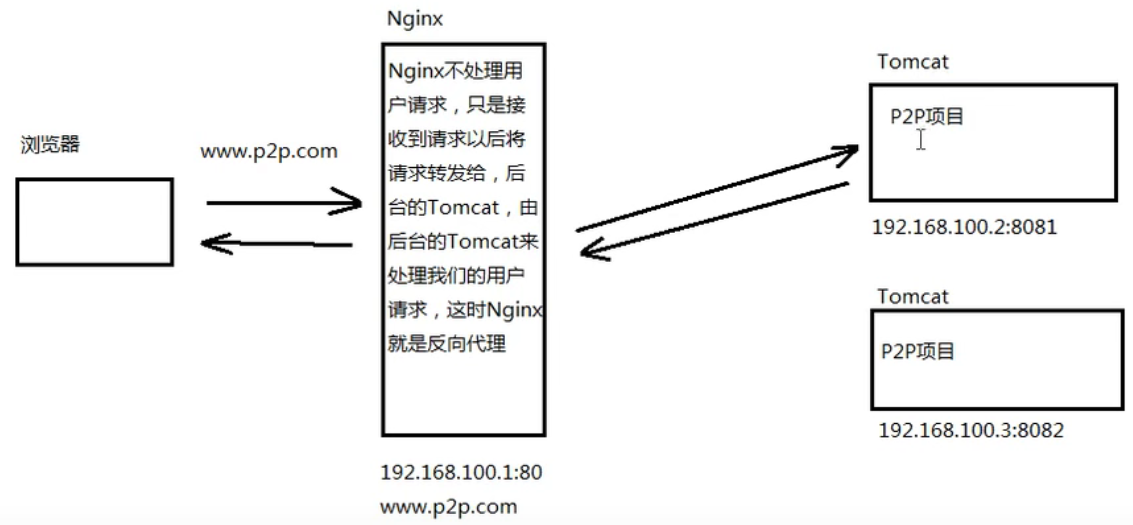 Nginx
Nginx不处理用
户请求，只是接
收到请求以后将
请求转发给，后
台的Tomcat，由
后台的Tomcat来
处理我们的用户
请求，这时Nginx
就是反向代理
192.168.100.1:80
www.p2p.com
浏览器
www.p2p.com
Tomcat
P2P项目
192.168.100.2:8081
Tomcat
P2P项目
192.168.100.3:8082